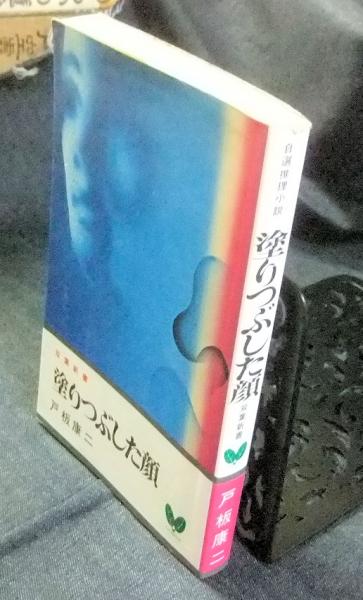 双葉新書
塗りつぶした顔
戸板康二
自選推理小説
塗りつぶした顔
双葉新書
戸板康二